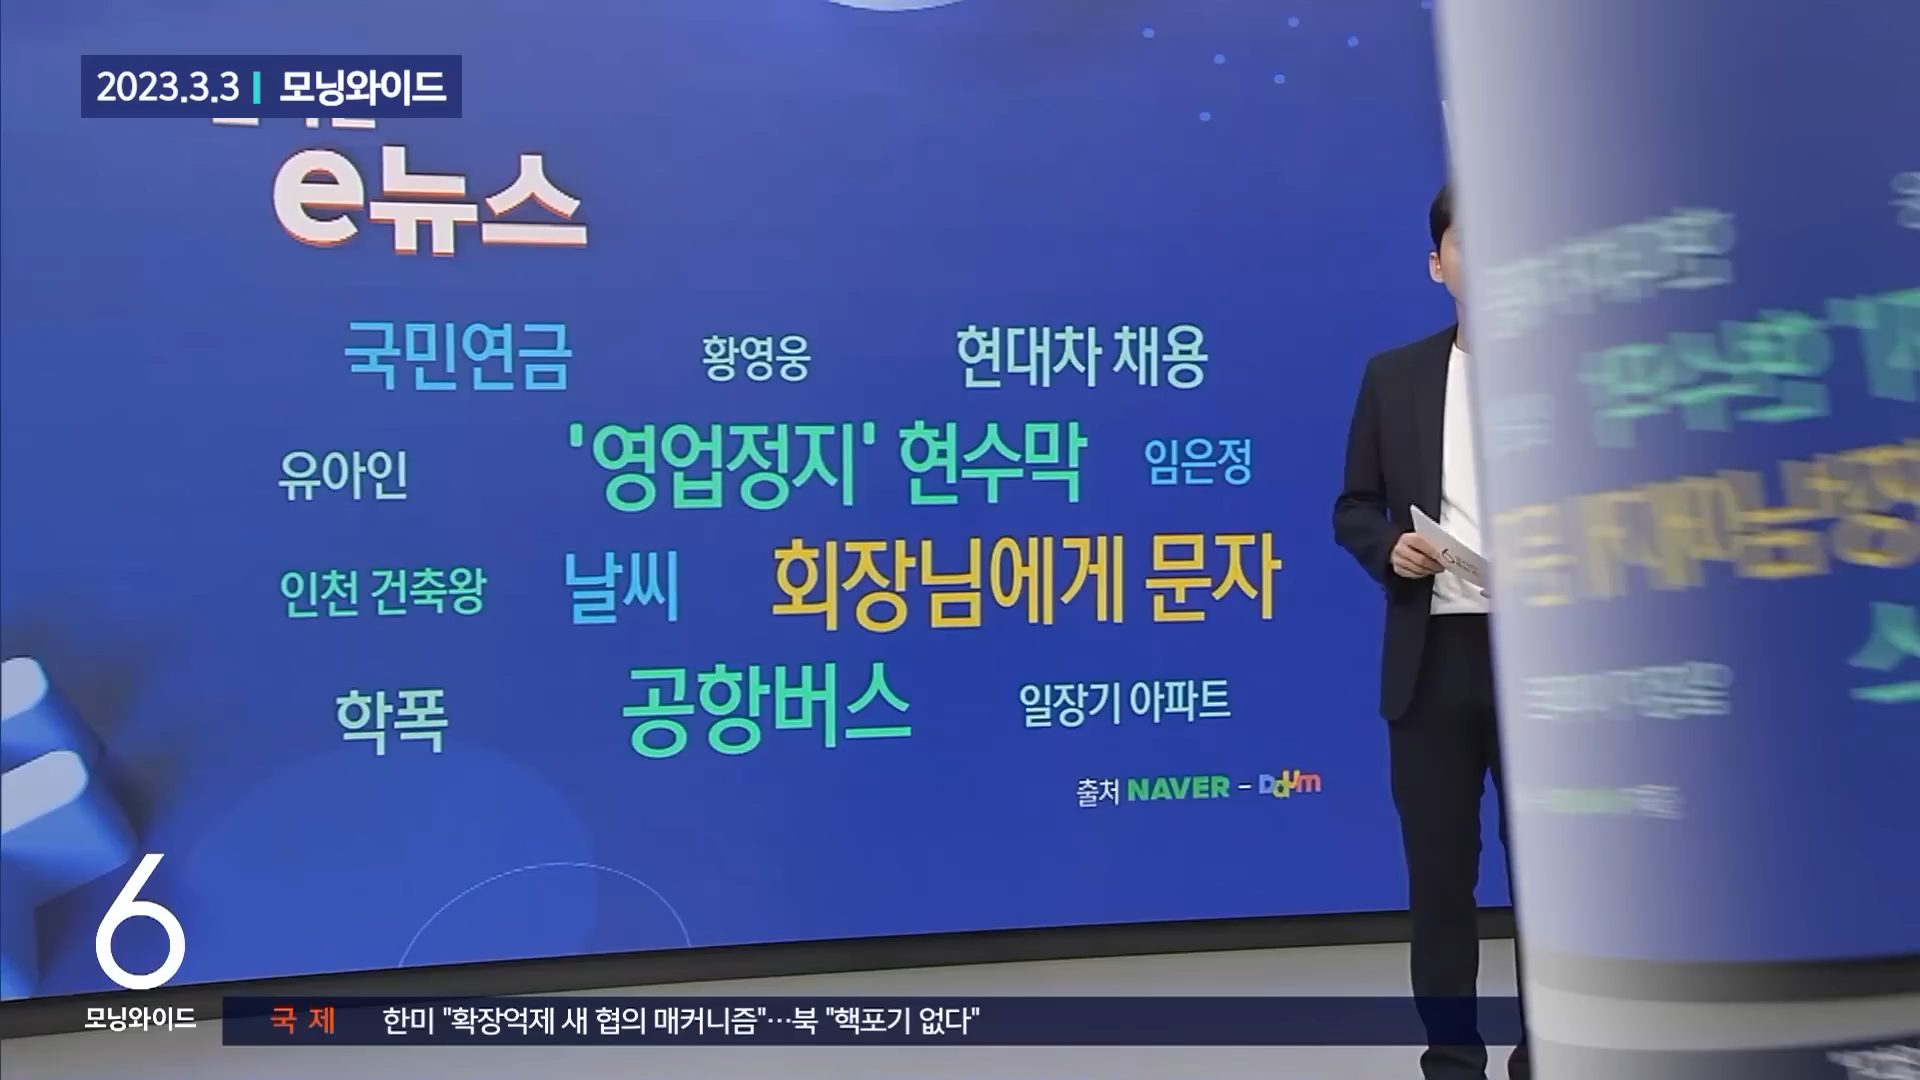 2023.3.3 모닝와이드
e뉴스
국민연금 황영웅 현대차 채용
유아인 '영업정지' 현수막 임은정
인천 건축왕 날씨 회장님에게 문자
학폭 공항버스 일장기 아파트
출처 NAVER - Daum
6
모닝와이드
국 제 한미 "확장억제 새 협의 매커니즘"…북 "핵포기 없다"